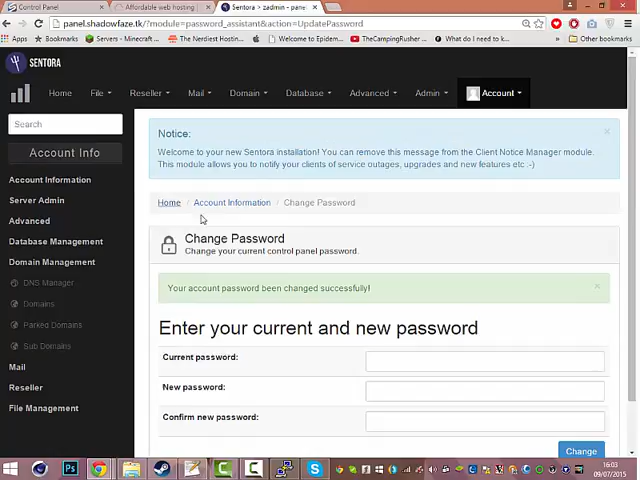 Control Panel
Affordable web hosting |
Sentora > zadmin - pane
panel.shadowfaze.tk/?module=password_assistant&action=UpdatePassword
Apps
Bookmarks
Servers - Minecraft
The Nerdiest Hosting
Welcome to Epidem
TheCampingRusher
What do I need to k
Other bookmarks
SENTORA
Home
File
Reseller
Mail
Domain
Database
Advanced
Admin
Account
Search
Account Info
Account Information
Server Admin
Advanced
Database Management
Domain Management
DNS Manager
Domains
Parked Domains
Sub Domains
Mail
Reseller
File Management
Notice:
Welcome to your new Sentora installation! You can remove this message from the Client Notice Manager module.
This module allows you to notify your clients of service outages, upgrades and new features etc :-)
Home / Account Information / Change Password
Change Password
Change your current control panel password.
Your account password been changed successfully!
Enter your current and new password
Current password:
New password:
Confirm new password:
Change
16:03
09/07/2015